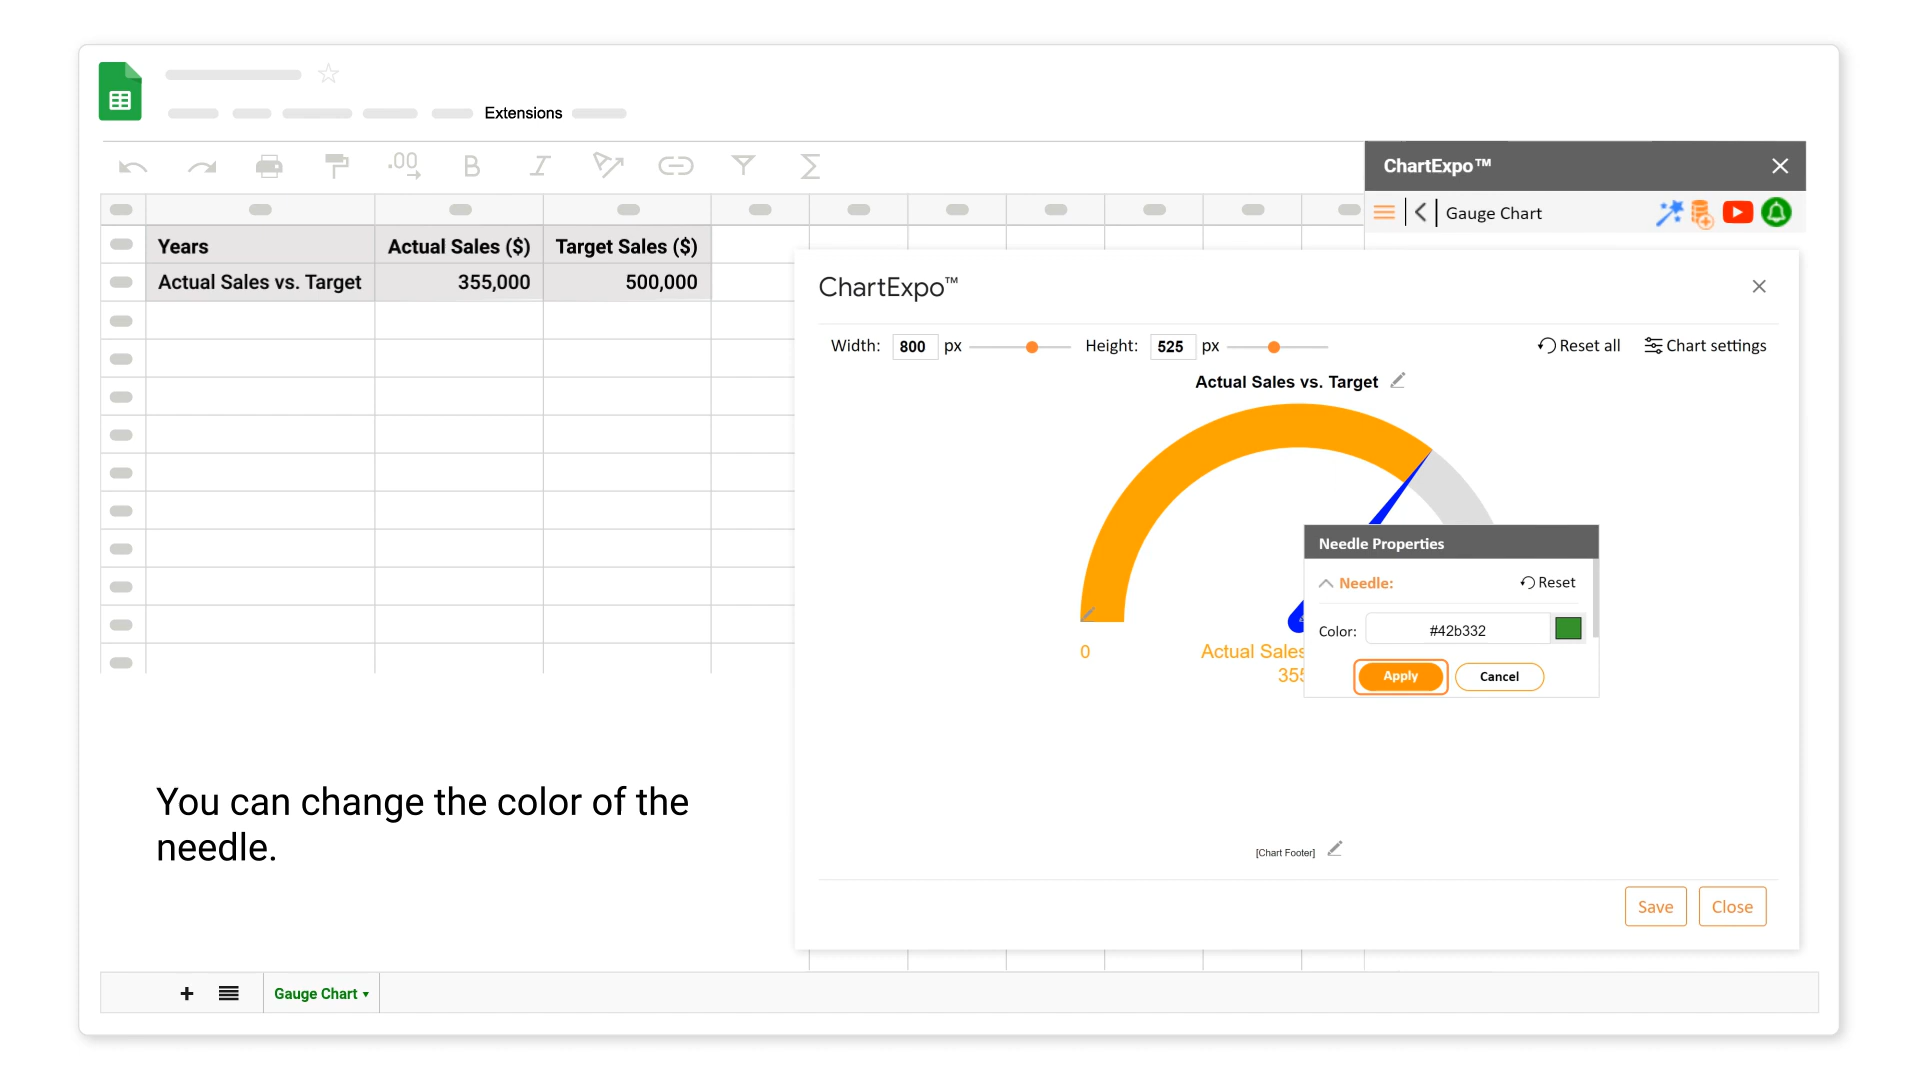 Extensions
.00
ChartExpo™
Gauge Chart
Years Actual Sales ($) Target Sales ($)
Actual Sales vs. Target 355,000 500,000
ChartExpo™
Width: 800 px Height: 525 px Reset all Chart settings
Actual Sales vs. Target
Needle Properties
Needle: Reset
Color: #42b332
0 Actual Sales
355
Apply Cancel
You can change the color of the
needle.
[Chart Footer]
Save Close
Gauge Chart